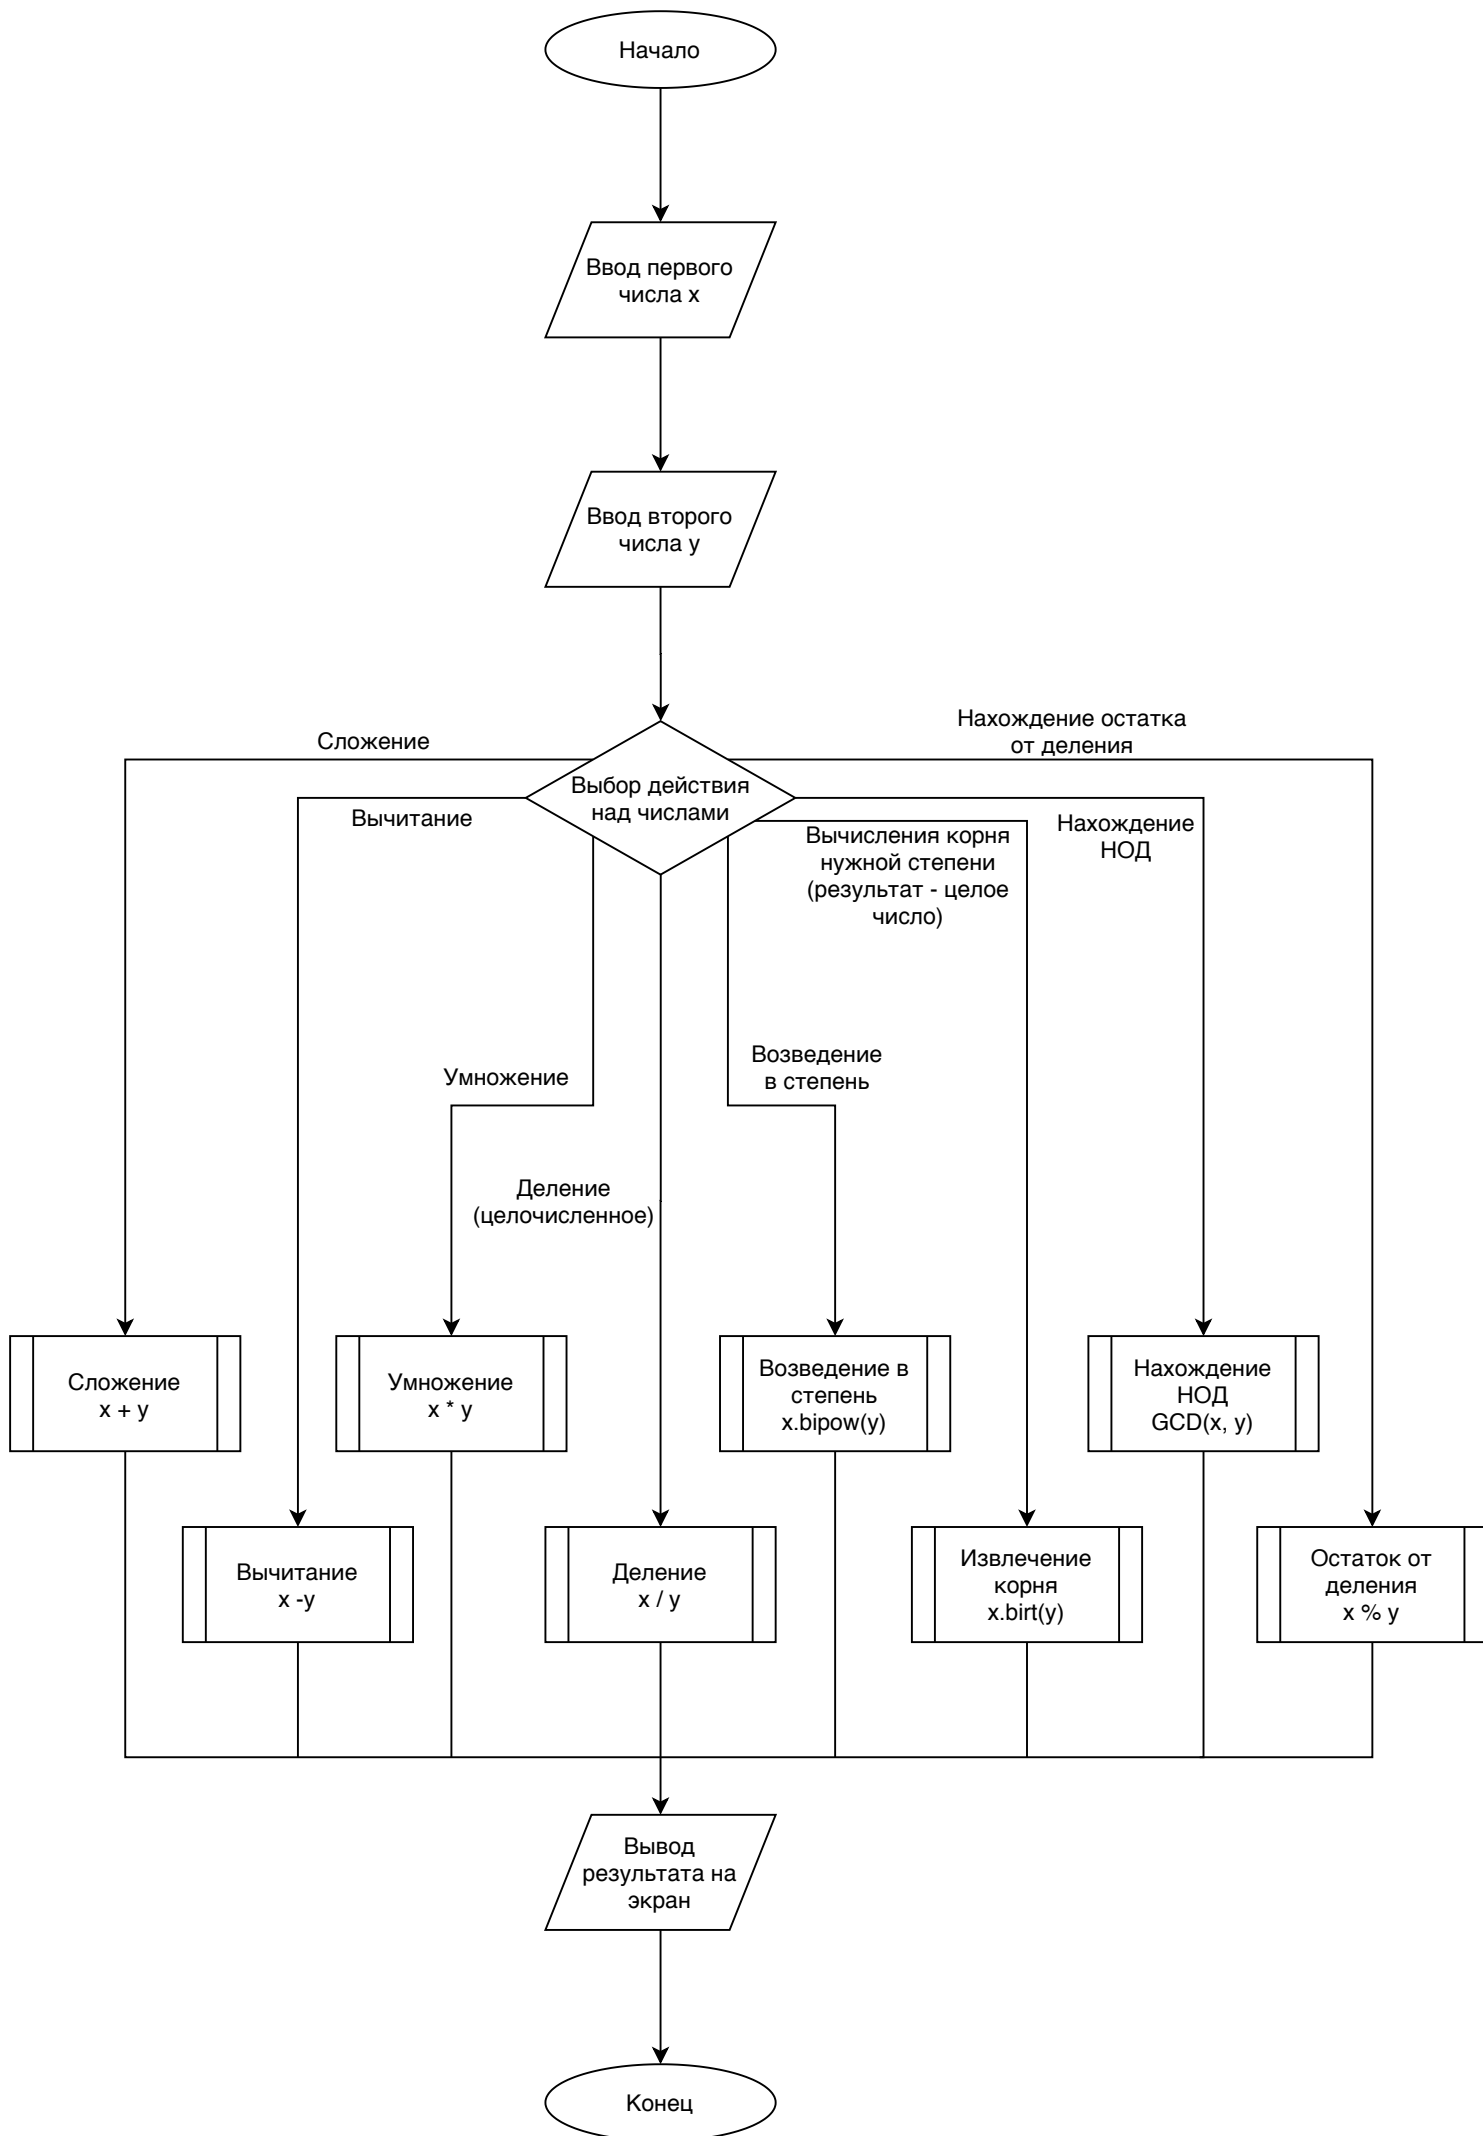 Начало
Ввод первого
числа x
Ввод второго
числа y
Выбор действия
над числами
Сложение
Вычитание
Умножение
Деление
(целочисленное)
Возведение
в степень
Вычисления корня
нужной степени
(результат - целое
число)
Нахождение
НОД
Нахождение остатка
от деления
Сложение
x + y
Умножение
x * y
Возведение в
степень
x.bipow(y)
Нахождение
НОД
GCD(x, y)
Вычитание
x -y
Деление
x / y
Извлечение
корня
x.birt(y)
Остаток от
деления
x % y
Вывод
результата на
экран
Конец